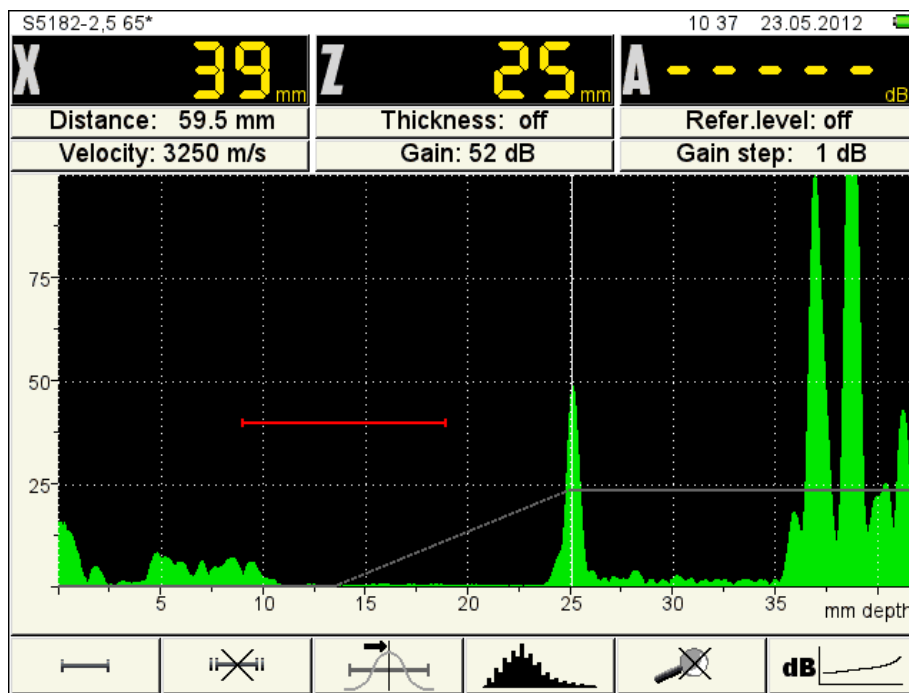 S5182-2,5 65* 10 37 23.05.2012
X 39 mm Z 25 mm A - - - - - dB
Distance: 59.5 mm Thickness: off Refer.level: off
Velocity: 3250 m/s Gain: 52 dB Gain step: 1 dB
75
50
25
5 10 15 20 25 30 35 mm depth
dB